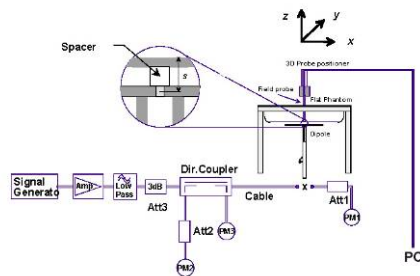 z
y
x
Spacer
s
3D Probe positioner
Field probe
Flat Phantom
Dipole
Dir.Coupler
Signal
Generato
Amp
Low
Pass
3dB
Att3
Cable
x
Att1
PM1
Att2
PM3
PM2
PC